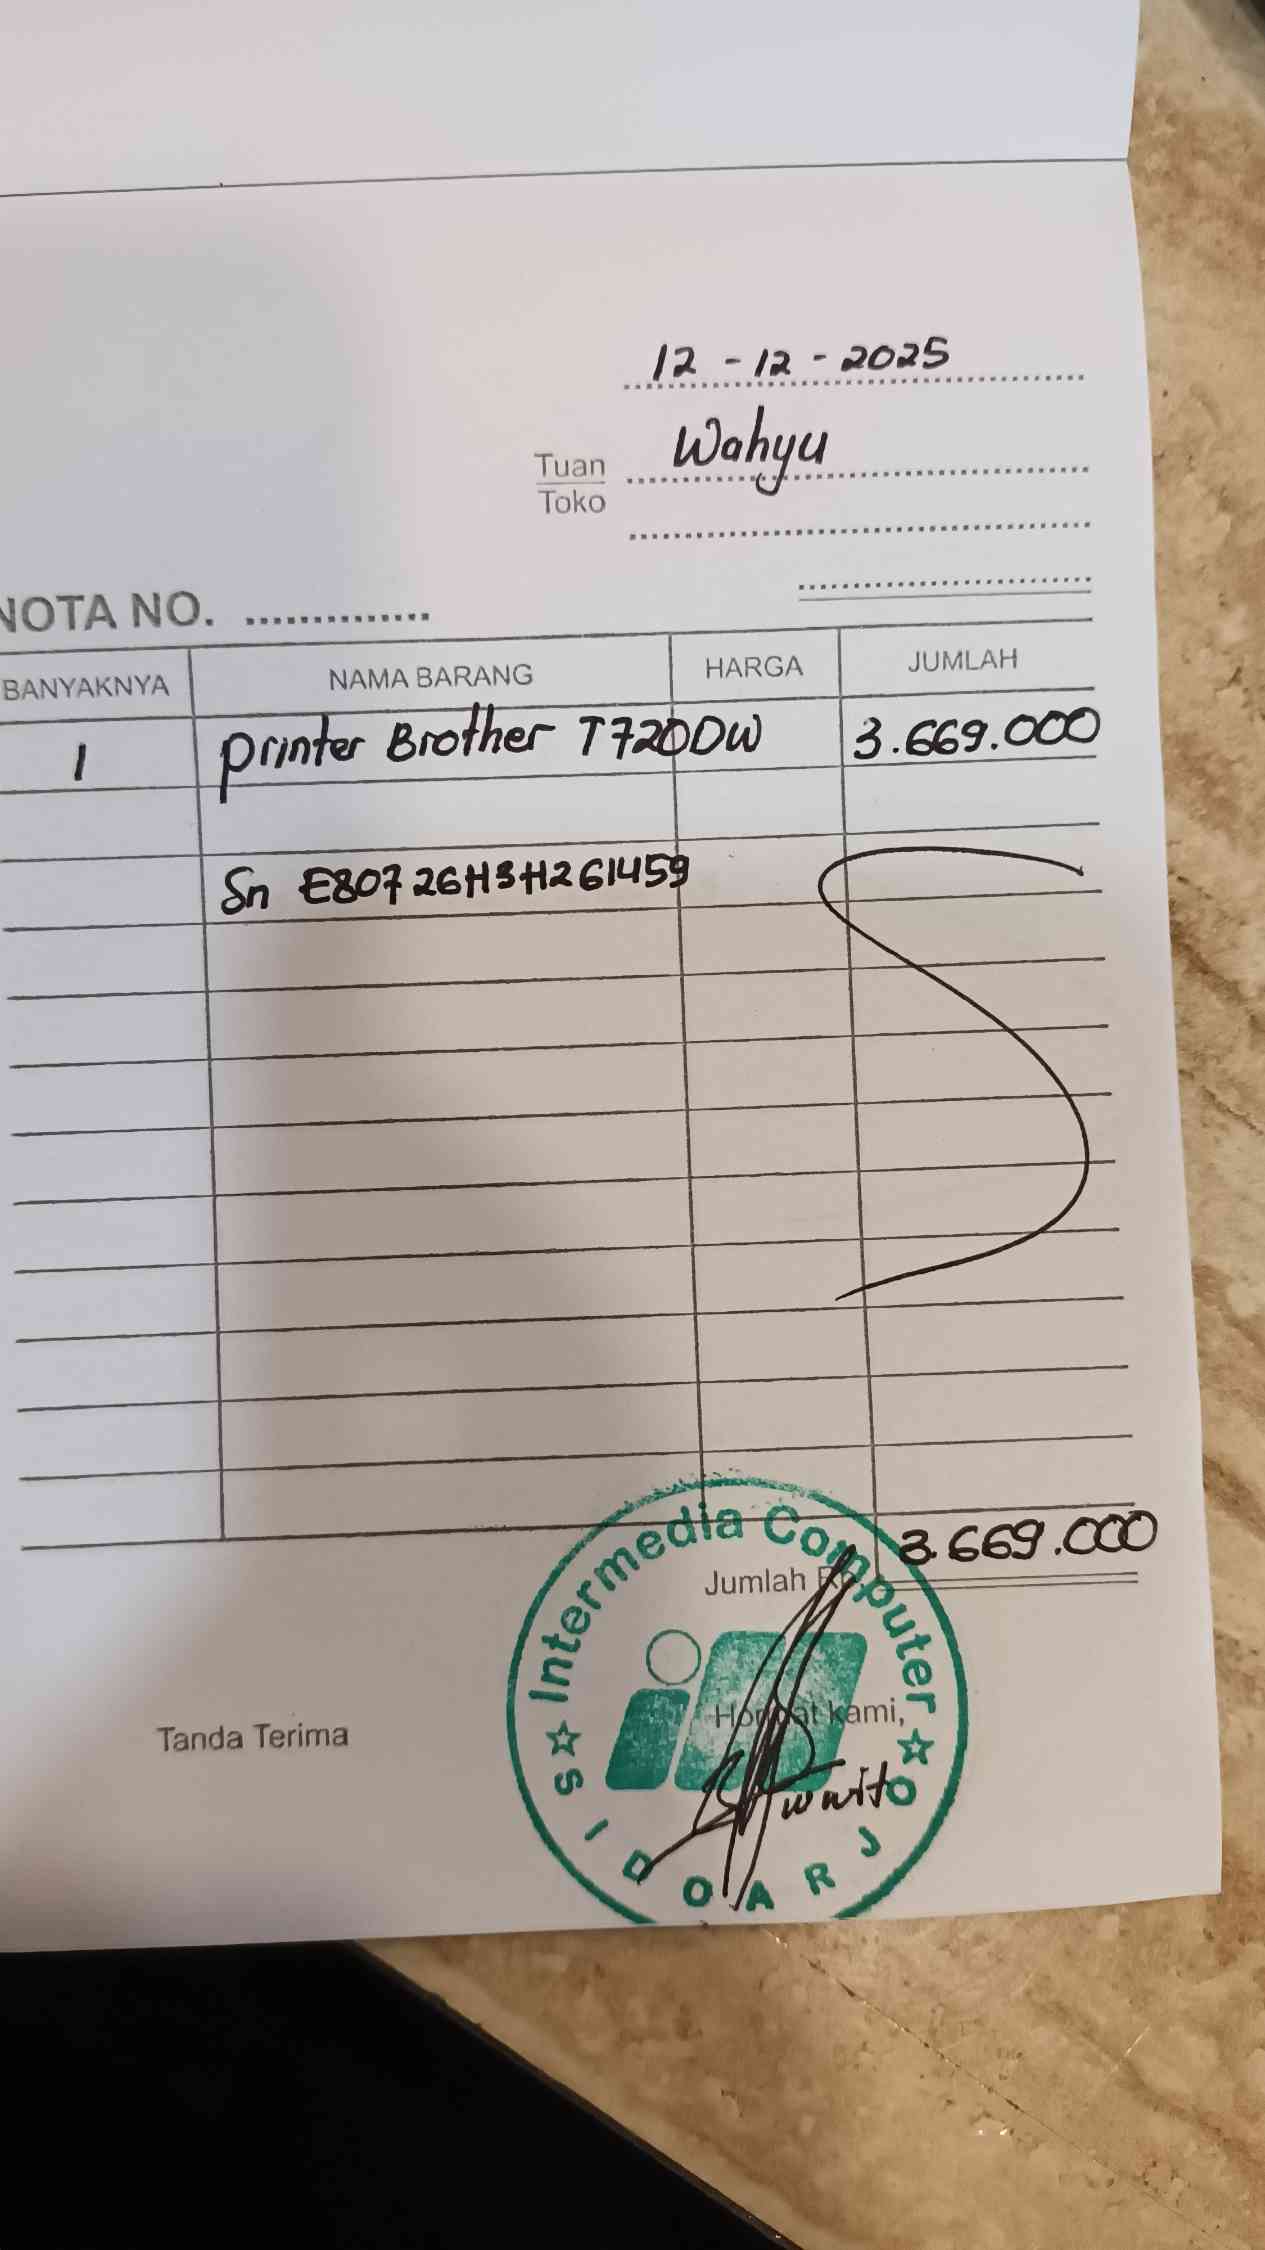 12 - 12 - 2025
Tuan Wahyu
Toko
NOTA NO. ..............
BANYAKNYA NAMA BARANG HARGA JUMLAH
1 Printer Brother T720DW 3.669.000
Sn E80726H3H261459
3.669.000
Jumlah Rp.
Intermedia Computer
SIDOARJO
Tanda Terima
Hormat kami,